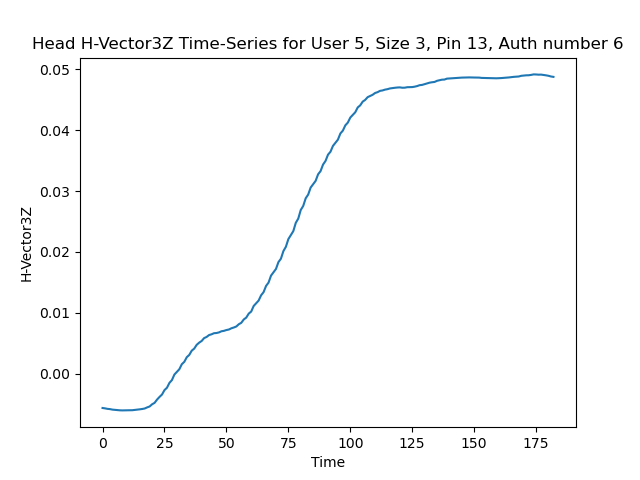 Head H-Vector3Z Time-Series for User 5, Size 3, Pin 13, Auth number 6
0.05
0.04
0.03
0.02
0.01
0.00
H-Vector3Z
0 25 50 75 100 125 150 175
Time